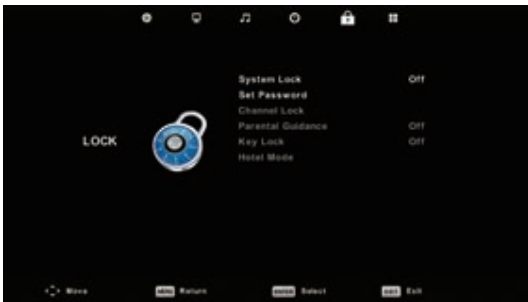 System Lock Off
Set Password
Channel Lock
Parental Guidance Off
LOCK
Key Lock Off
Hotel Mode
Move
MENU Return
ENTER Select
EXIT Exit